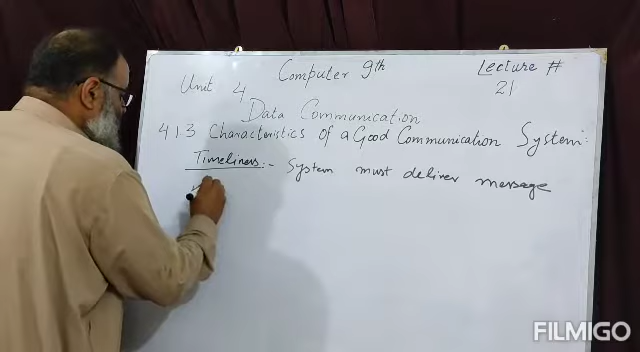 Computer 9th
Lecture #
Unit 4
21
Data Communication
4 1 3 Characteristics of a Good Communication System:
Timeliners:- System must deliver message
FILMIGO